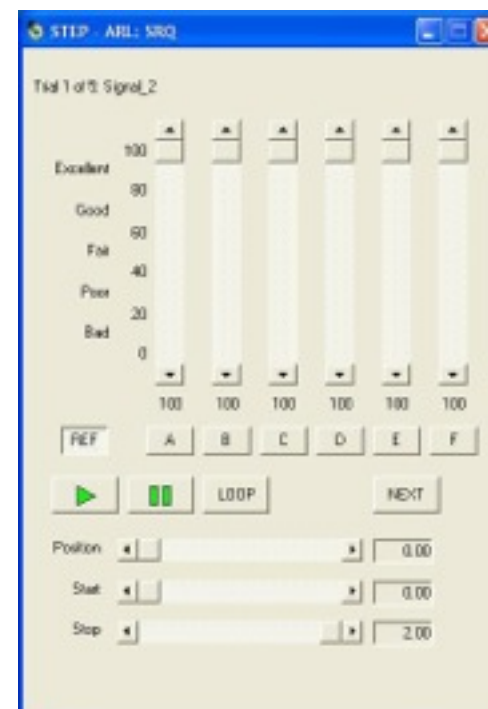 STEP - ARL: SRQ
Trial 1 of 5: Signal_2
100
Excellent
80
Good
60
Fair
40
Poor
20
Bad
0
100 100 100 100 100 100
REF A B C D E F
LOOP NEXT
Position 0.00
Start 0.00
Stop 2.00